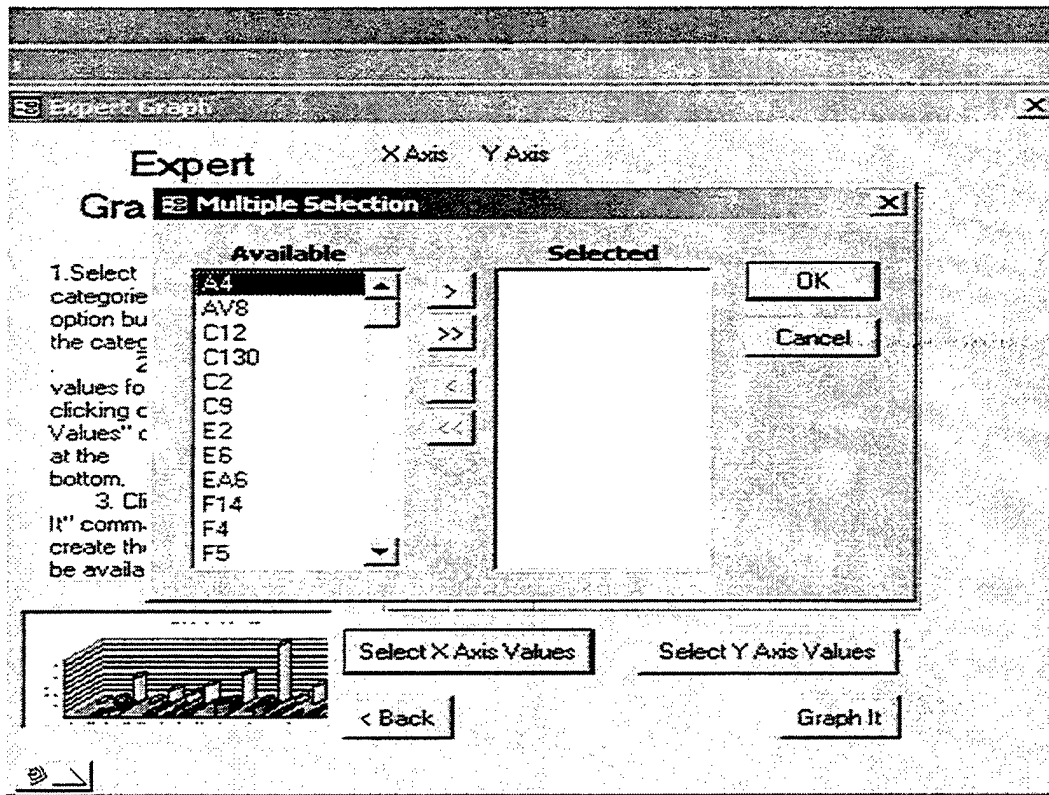 Expert Graph
Expert
X Axis Y Axis
Gra
Multiple Selection
Available
Selected
1.Select
categorie
option bu
the categ
.
values fo
clicking c
Values" c
at the
bottom.
3. Cli
It" comm
create th
be availa
A4
AV8
C12
C130
C2
C9
E2
E6
EA6
F14
F4
F5
>
>>
<
<<
OK
Cancel
Select X Axis Values
Select Y Axis Values
< Back
Graph It